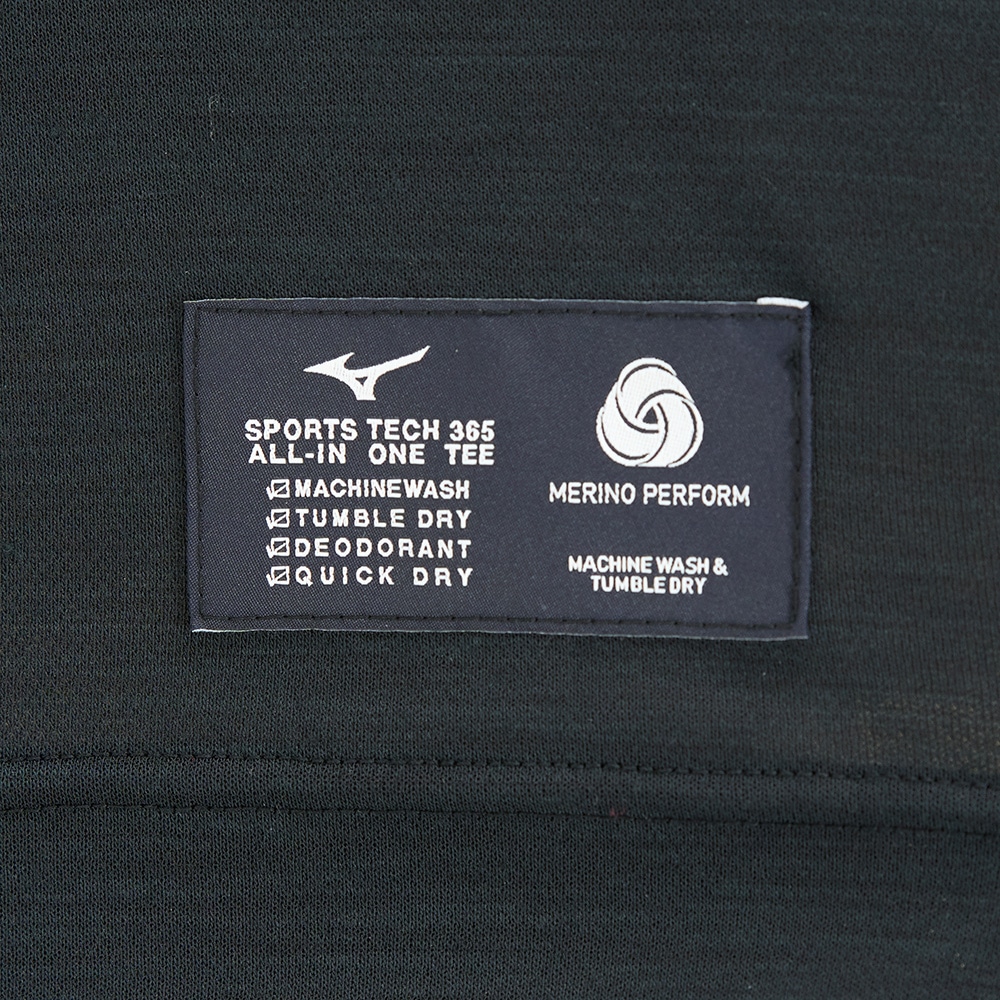 SPORTS TECH 365
ALL-IN ONE TEE
MACHINEWASH
TUMBLE DRY
DEODORANT
QUICK DRY
MERINO PERFORM
MACHINE WASH &
TUMBLE DRY